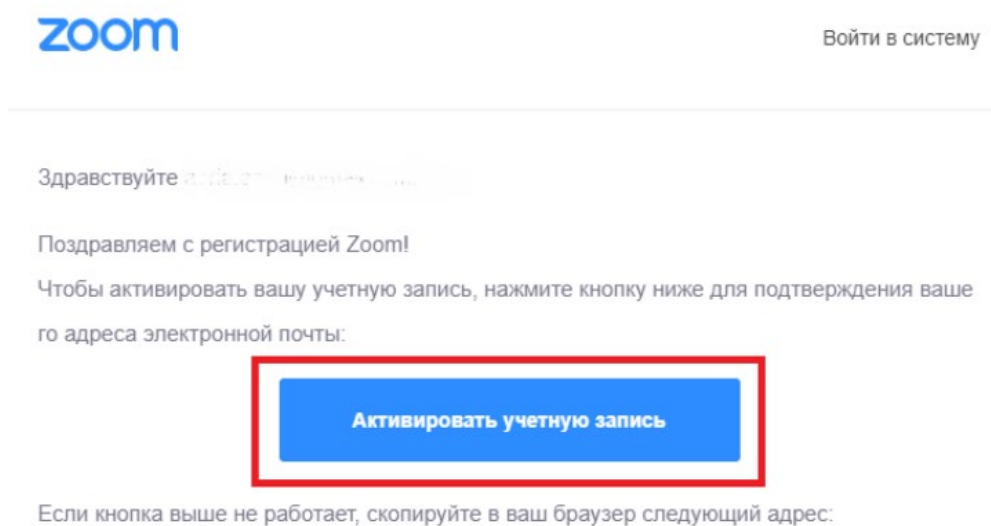 zoom
Войти в систему
Здравствуйте
Поздравляем с регистрацией Zoom!
Чтобы активировать вашу учетную запись, нажмите кнопку ниже для подтверждения ваше
го адреса электронной почты:
Активировать учетную запись
Если кнопка выше не работает, скопируйте в ваш браузер следующий адрес: